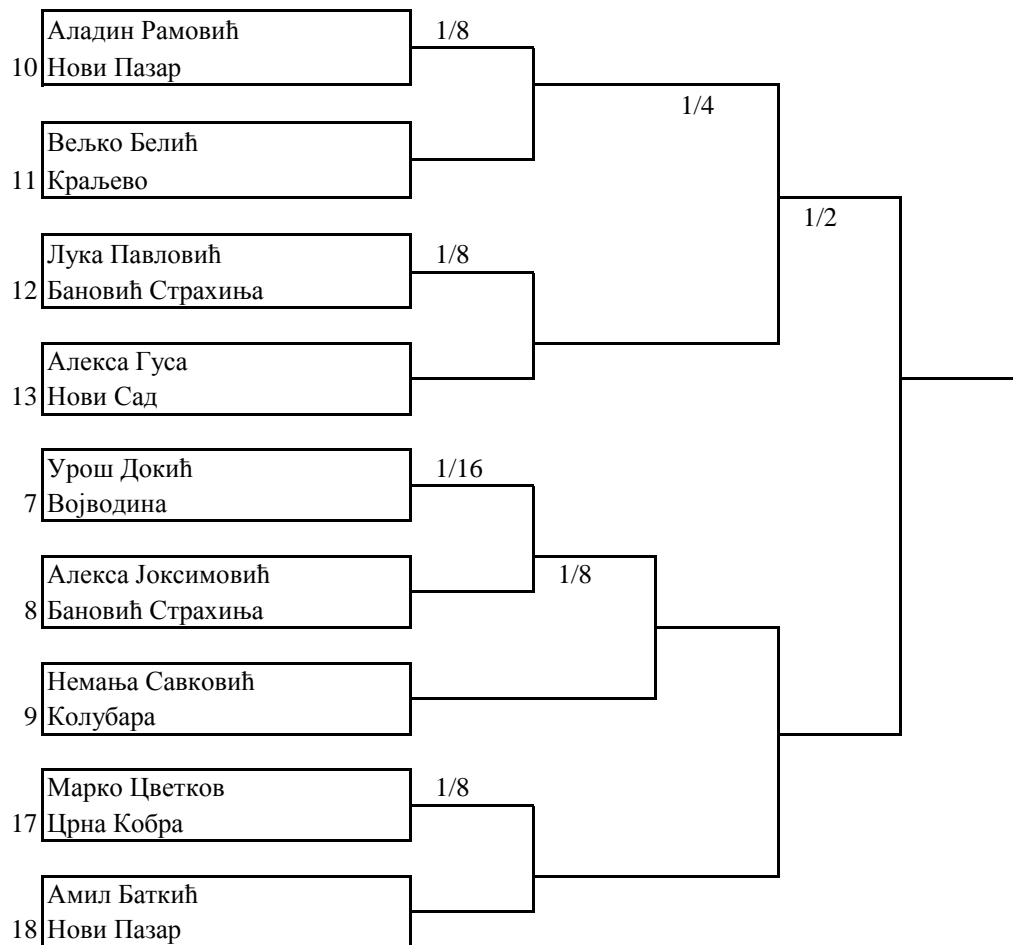 Аладин Рамовић 1/8
10 Нови Пазар
1/4
Вељко Белић
11 Краљево
1/2
Лука Павловић 1/8
12 Бановић Страхиња
Алекса Гуса
13 Нови Сад
Урош Докић 1/16
7 Војводина
Алекса Јоксимовић 1/8
8 Бановић Страхиња
Немања Савковић
9 Колубара
Марко Цветков 1/8
17 Црна Кобра
Амил Баткић
18 Нови Пазар